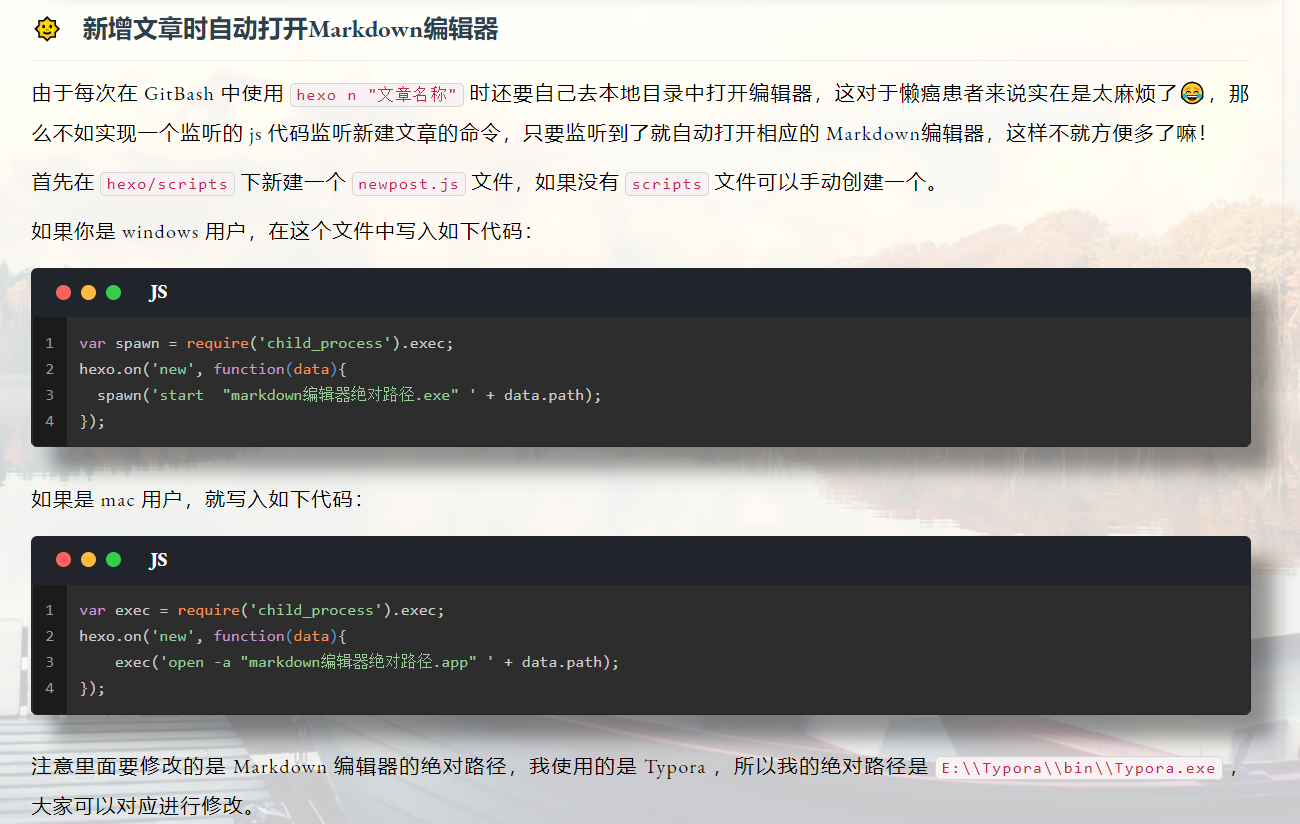 新增文章时自动打开Markdown编辑器
由于每次在 GitBash 中使用 hexo n "文章名称" 时还要自己去本地目录中打开编辑器，这对于懒癌患者来说实在是太麻烦了😂，那
么不如实现一个监听的 js 代码监听新建文章的命令，只要监听到了就自动打开相应的 Markdown编辑器，这样不就方便多了嘛！
首先在 hexo/scripts 下新建一个 newpost.js 文件，如果没有 scripts 文件可以手动创建一个。
如果你是 windows 用户，在这个文件中写入如下代码：
JS
1 var spawn = require('child_process').exec;
2 hexo.on('new', function(data){
3   spawn('start  "markdown编辑器绝对路径.exe" ' + data.path);
4 });
如果是 mac 用户，就写入如下代码：
JS
1 var exec = require('child_process').exec;
2 hexo.on('new', function(data){
3     exec('open -a "markdown编辑器绝对路径.app" ' + data.path);
4 });
注意里面要修改的是 Markdown 编辑器的绝对路径，我使用的是 Typora ，所以我的绝对路径是 E:\\Typora\\bin\\Typora.exe ，
大家可以对应进行修改。